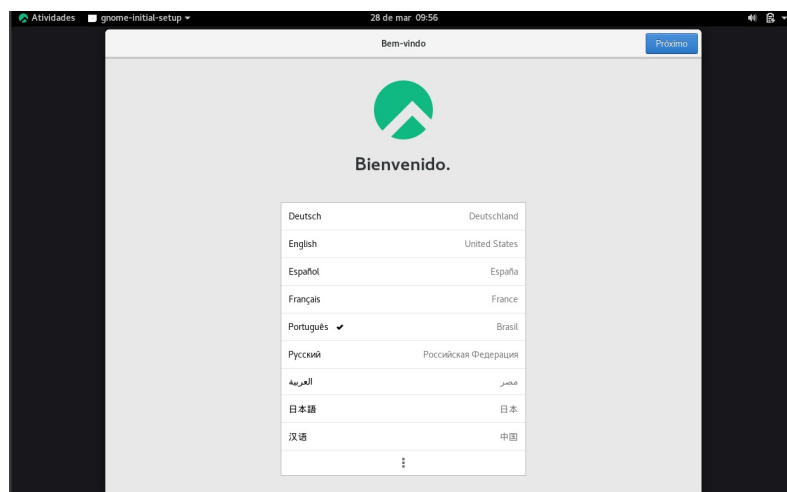 Atividades gnome-initial-setup 28 de mar 09:56
Bem-vindo Próximo
Bienvenido.
Deutsch Deutschland
English United States
Español España
Français France
Português Brasil
Русский Российская Федерация
العربية مصر
日本語 日本
汉语 中国